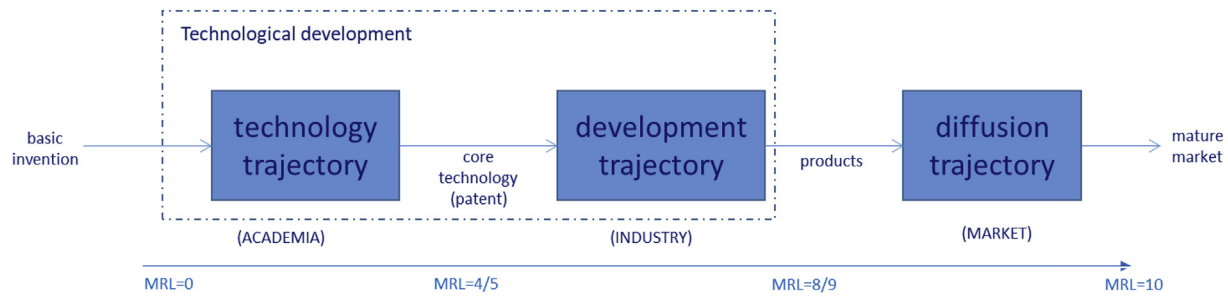 Technological development
basic
invention
technology
trajectory
core
technology
(patent)
development
trajectory
products
diffusion
trajectory
mature
market
(ACADEMIA)
(INDUSTRY)
(MARKET)
MRL=0
MRL=4/5
MRL=8/9
MRL=10